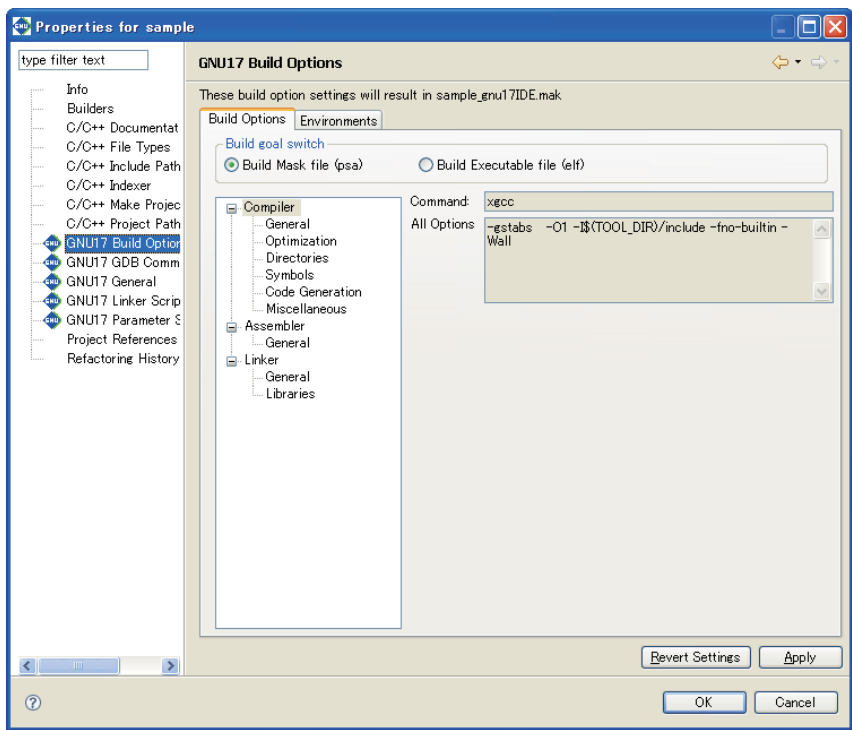 Properties for sample
type filter text
GNU17 Build Options
Info
Builders
C/C++ Documentat
C/C++ File Types
C/C++ Include Path
C/C++ Indexer
C/C++ Make Projec
C/C++ Project Path
GNU17 Build Option
GNU17 GDB Comm
GNU17 General
GNU17 Linker Scrip
GNU17 Parameter S
Project References
Refactoring History
These build option settings will result in sample_gnu17IDE.mak
Build Options
Environments
Build goal switch
Build Mask file (psa)
Build Executable file (elf)
Compiler
General
Optimization
Directories
Symbols
Code Generation
Miscellaneous
Assembler
General
Linker
General
Libraries
Command:
xgcc
All Options
-gstabs -O1 -I$(TOOL_DIR)/include -fno-builtin -
Wall
Revert Settings
Apply
OK
Cancel